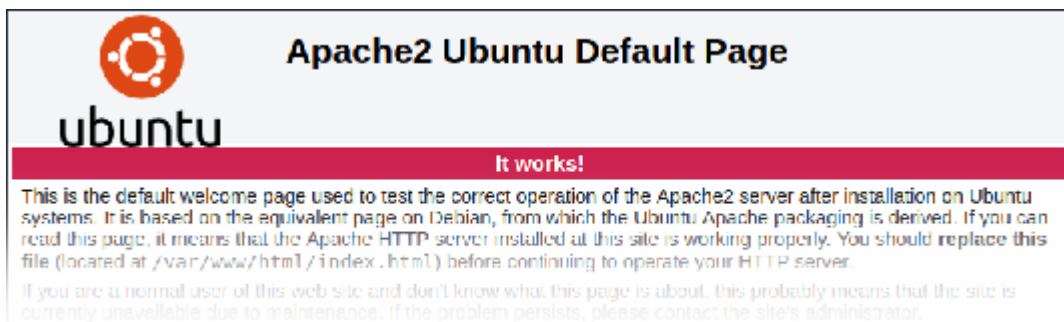 Apache2 Ubuntu Default Page
ubuntu
It works!
This is the default welcome page used to test the correct operation of the Apache2 server after installation on Ubuntu
systems. It is based on the equivalent page on Debian, from which the Ubuntu Apache packaging is derived. If you can
read this page, it means that the Apache HTTP server installed at this site is working properly. You should replace this
file (located at /var/www/html/index.html) before continuing to operate your HTTP server.
If you are a normal user of this web site and don't know what this page is about, this probably means that the site is
currently unavailable due to maintenance. If the problem persists, please contact the site's administrator.